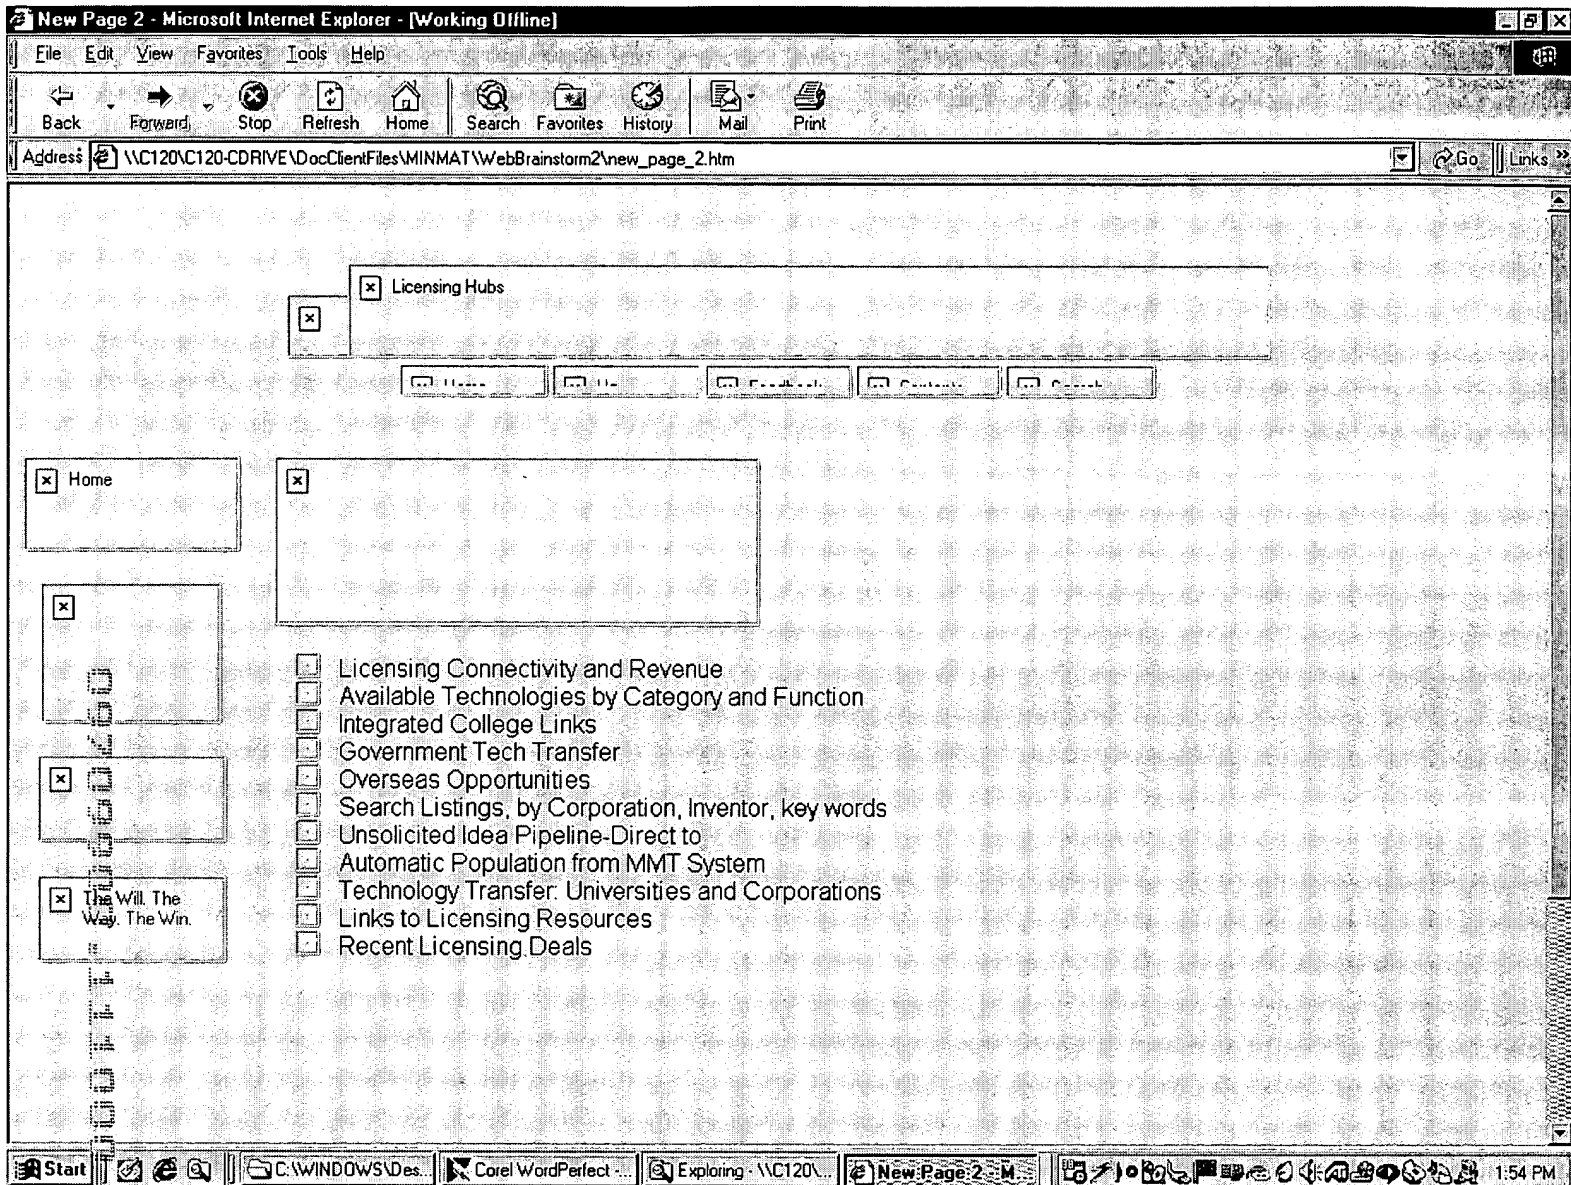 New Page 2 - Microsoft Internet Explorer - [Working Offline]
File Edit View Favorites Tools Help
Back Forward Stop Refresh Home Search Favorites History Mail Print
Address \\C120\C120-CDRIVE\DocClientFiles\MINMAT\WebBrainstorm2\new_page_2.htm Go Links »
Licensing Hubs
Home
Licensing Connectivity and Revenue
Available Technologies by Category and Function
Integrated College Links
Government Tech Transfer
Overseas Opportunities
Search Listings, by Corporation, Inventor, key words
Unsolicited Idea Pipeline-Direct to
Automatic Population from MMT System
Technology Transfer: Universities and Corporations
Links to Licensing Resources
Recent Licensing Deals
The Will. The
Way. The Win.
Start C:\WINDOWS\Des... Corel WordPerfect -... Exploring - \\C120\... New Page 2 - M... 1:54 PM